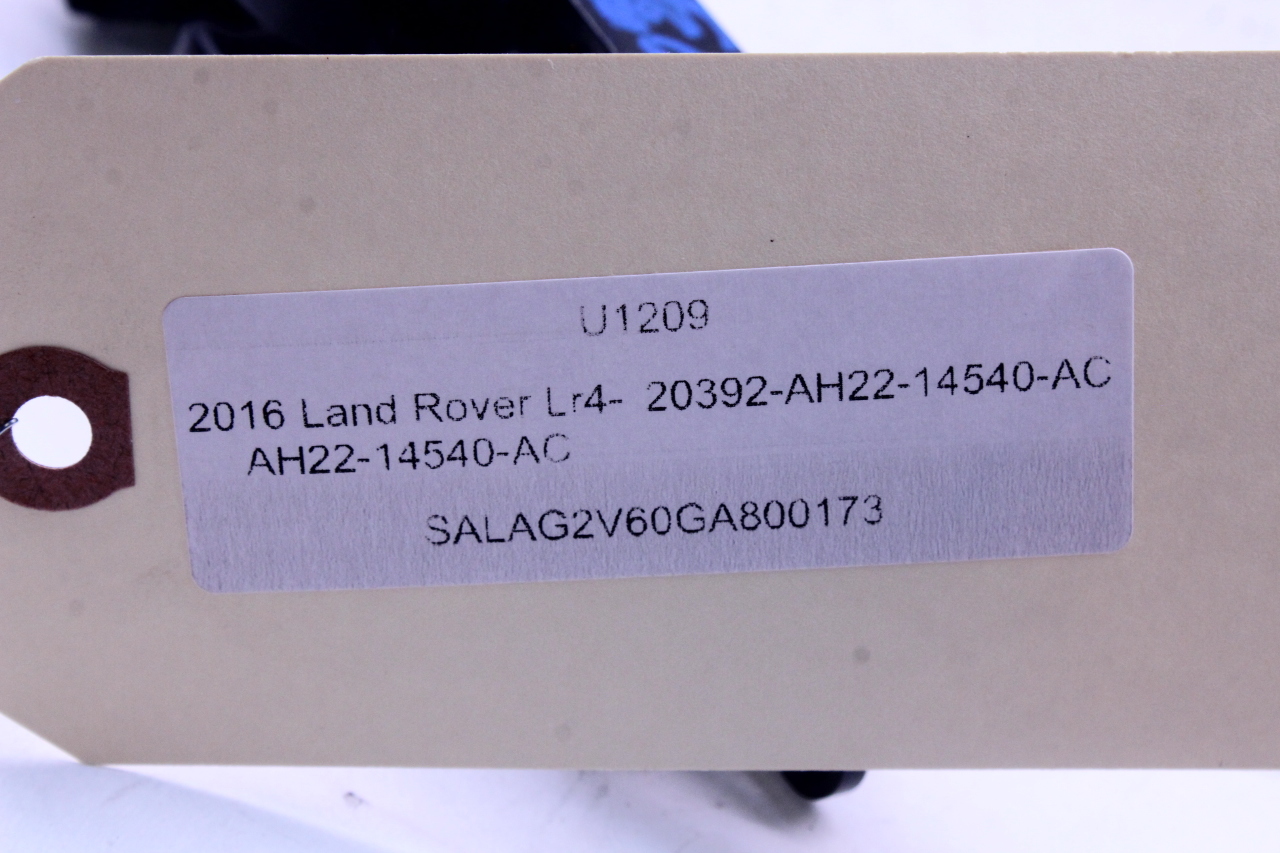 U1209
2016 Land Rover Lr4- 20392-AH22-14540-AC
AH22-14540-AC
SALAG2V60GA800173